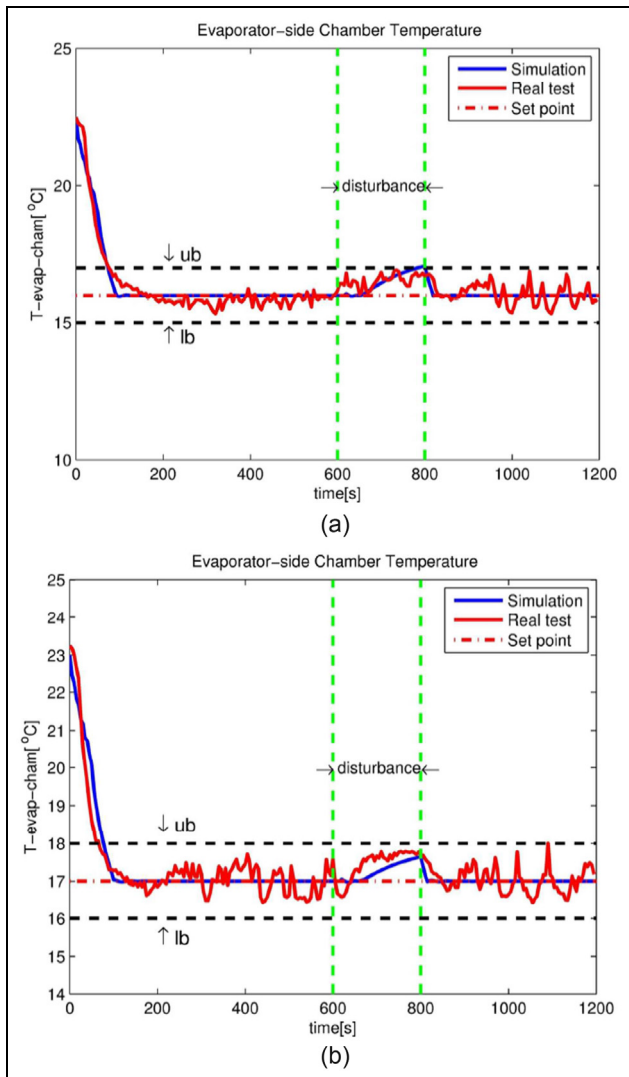 Evaporator-side Chamber Temperature
25
20
15
10
T-evap-cham[ °C]
Simulation
Real test
Set point
→ disturbance ←
↓ ub
↑ lb
0 200 400 600 800 1000 1200
time[s]
(a)
Evaporator-side Chamber Temperature
25
24
23
22
21
20
19
18
17
16
15
14
T-evap-cham[ °C]
Simulation
Real test
Set point
→ disturbance ←
↓ ub
↑ lb
0 200 400 600 800 1000 1200
time[s]
(b)